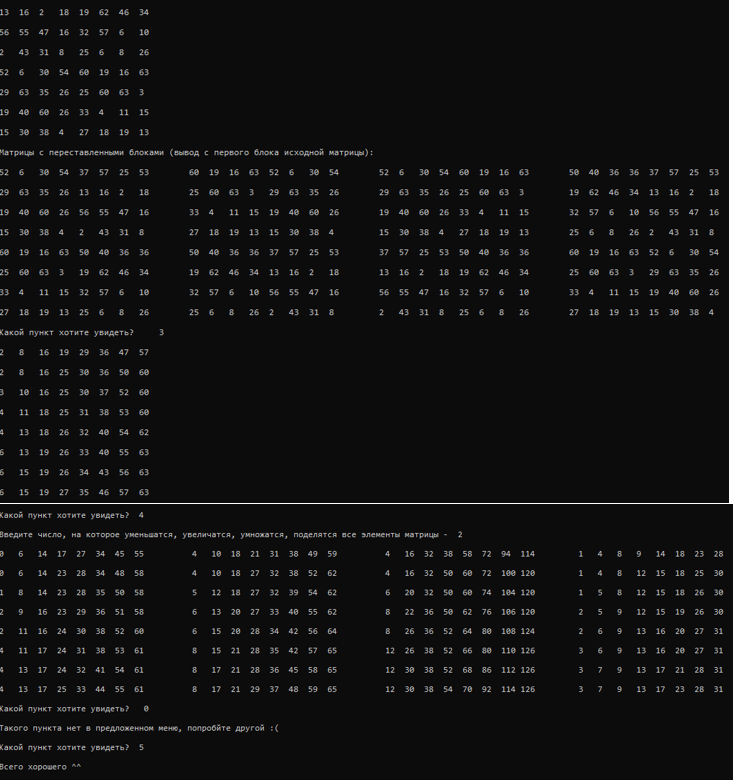 13 16 2 18 19 62 46 34
56 55 47 16 32 57 6 10
2 43 31 8 25 6 8 26
52 6 30 54 60 19 16 63
29 63 35 26 25 60 63 3
19 40 60 26 33 4 11 15
15 30 38 4 27 18 19 13
Матрицы с переставленными блоками (вывод с первого блока исходной матрицы):
52 6 30 54 37 57 25 53 60 19 16 63 52 6 30 54 52 6 30 54 60 19 16 63 50 40 36 36 37 57 25 53
29 63 35 26 13 16 2 18 25 60 63 3 29 63 35 26 29 63 35 26 25 60 63 3 19 62 46 34 13 16 2 18
19 40 60 26 56 55 47 16 33 4 11 15 19 40 60 26 19 40 60 26 33 4 11 15 32 57 6 10 56 55 47 16
15 30 38 4 2 43 31 8 27 18 19 13 15 30 38 4 15 30 38 4 27 18 19 13 25 6 8 26 2 43 31 8
60 19 16 63 50 40 36 36 50 40 36 36 37 57 25 53 37 57 25 53 50 40 36 36 60 19 16 63 52 6 30 54
25 60 63 3 19 62 46 34 19 62 46 34 13 16 2 18 13 16 2 18 19 62 46 34 25 60 63 3 29 63 35 26
33 4 11 15 32 57 6 10 32 57 6 10 56 55 47 16 56 55 47 16 32 57 6 10 33 4 11 15 19 40 60 26
27 18 19 13 25 6 8 26 25 6 8 26 2 43 31 8 2 43 31 8 25 6 8 26 27 18 19 13 15 30 38 4
Какой пункт хотите увидеть? 3
2 8 16 19 29 36 47 57
2 8 16 25 30 36 50 60
3 10 16 25 30 37 52 60
4 11 18 25 31 38 53 60
4 13 18 26 32 40 54 62
6 13 19 26 33 40 55 63
6 15 19 26 34 43 56 63
6 15 19 27 35 46 57 63
Какой пункт хотите увидеть? 4
Введите число, на которое уменьшатся, увеличатся, умножатся, поделятся все элементы матрицы - 2
0 6 14 17 27 34 45 55 4 10 18 21 31 38 49 59 4 16 32 38 58 72 94 114 1 4 8 9 14 18 23 28
0 6 14 23 28 34 48 58 4 10 18 27 32 38 52 62 4 16 32 50 60 72 100 120 1 4 8 12 15 18 25 30
1 8 14 23 28 35 50 58 5 12 18 27 32 39 54 62 6 20 32 50 60 74 104 120 1 5 8 12 15 18 26 30
2 9 16 23 29 36 51 58 6 13 20 27 33 40 55 62 8 22 36 50 62 76 106 120 2 5 9 12 15 19 26 30
2 11 16 24 30 38 52 60 6 15 20 28 34 42 56 64 8 26 36 52 64 80 108 124 2 6 9 13 16 20 27 31
4 11 17 24 31 38 53 61 8 15 21 28 35 42 57 65 12 26 38 52 66 80 110 126 3 6 9 13 16 20 27 31
4 13 17 24 32 41 54 61 8 17 21 28 36 45 58 65 12 30 38 52 68 86 112 126 3 7 9 13 17 21 28 31
4 13 17 25 33 44 55 61 8 17 21 29 37 48 59 65 12 30 38 54 70 92 114 126 3 7 9 13 17 23 28 31
Какой пункт хотите увидеть? 0
Такого пункта нет в предложенном меню, попробйте другой :(
Какой пункт хотите увидеть? 5
Всего хорошего ^^